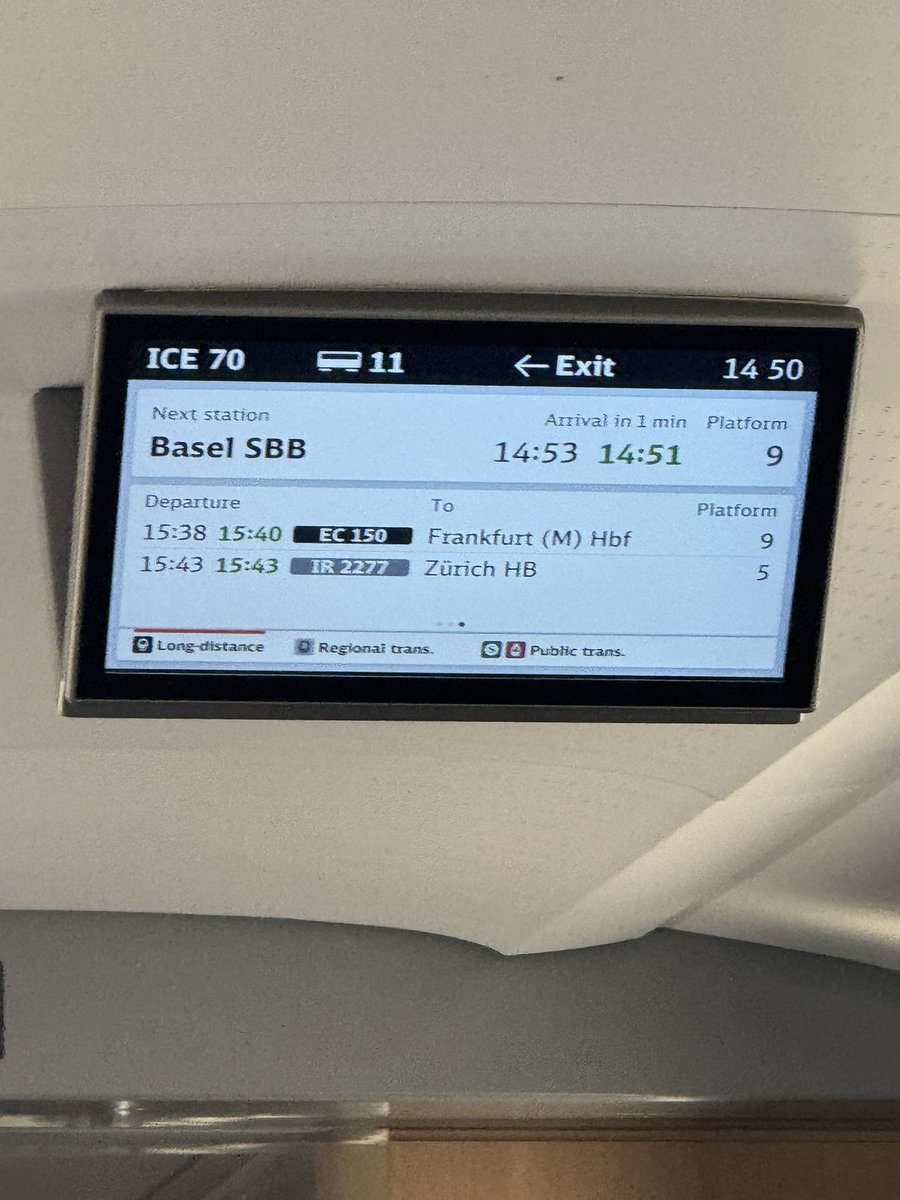 ICE 70 11 ← Exit 14 50
Next station Arrival in 1 min Platform
Basel SBB 14:53 14:51 9
Departure To Platform
15:38 15:40 EC 150 Frankfurt (M) Hbf 9
15:43 15:43 IR 2277 Zürich HB 5
Long-distance Regional trans. S Public trans.